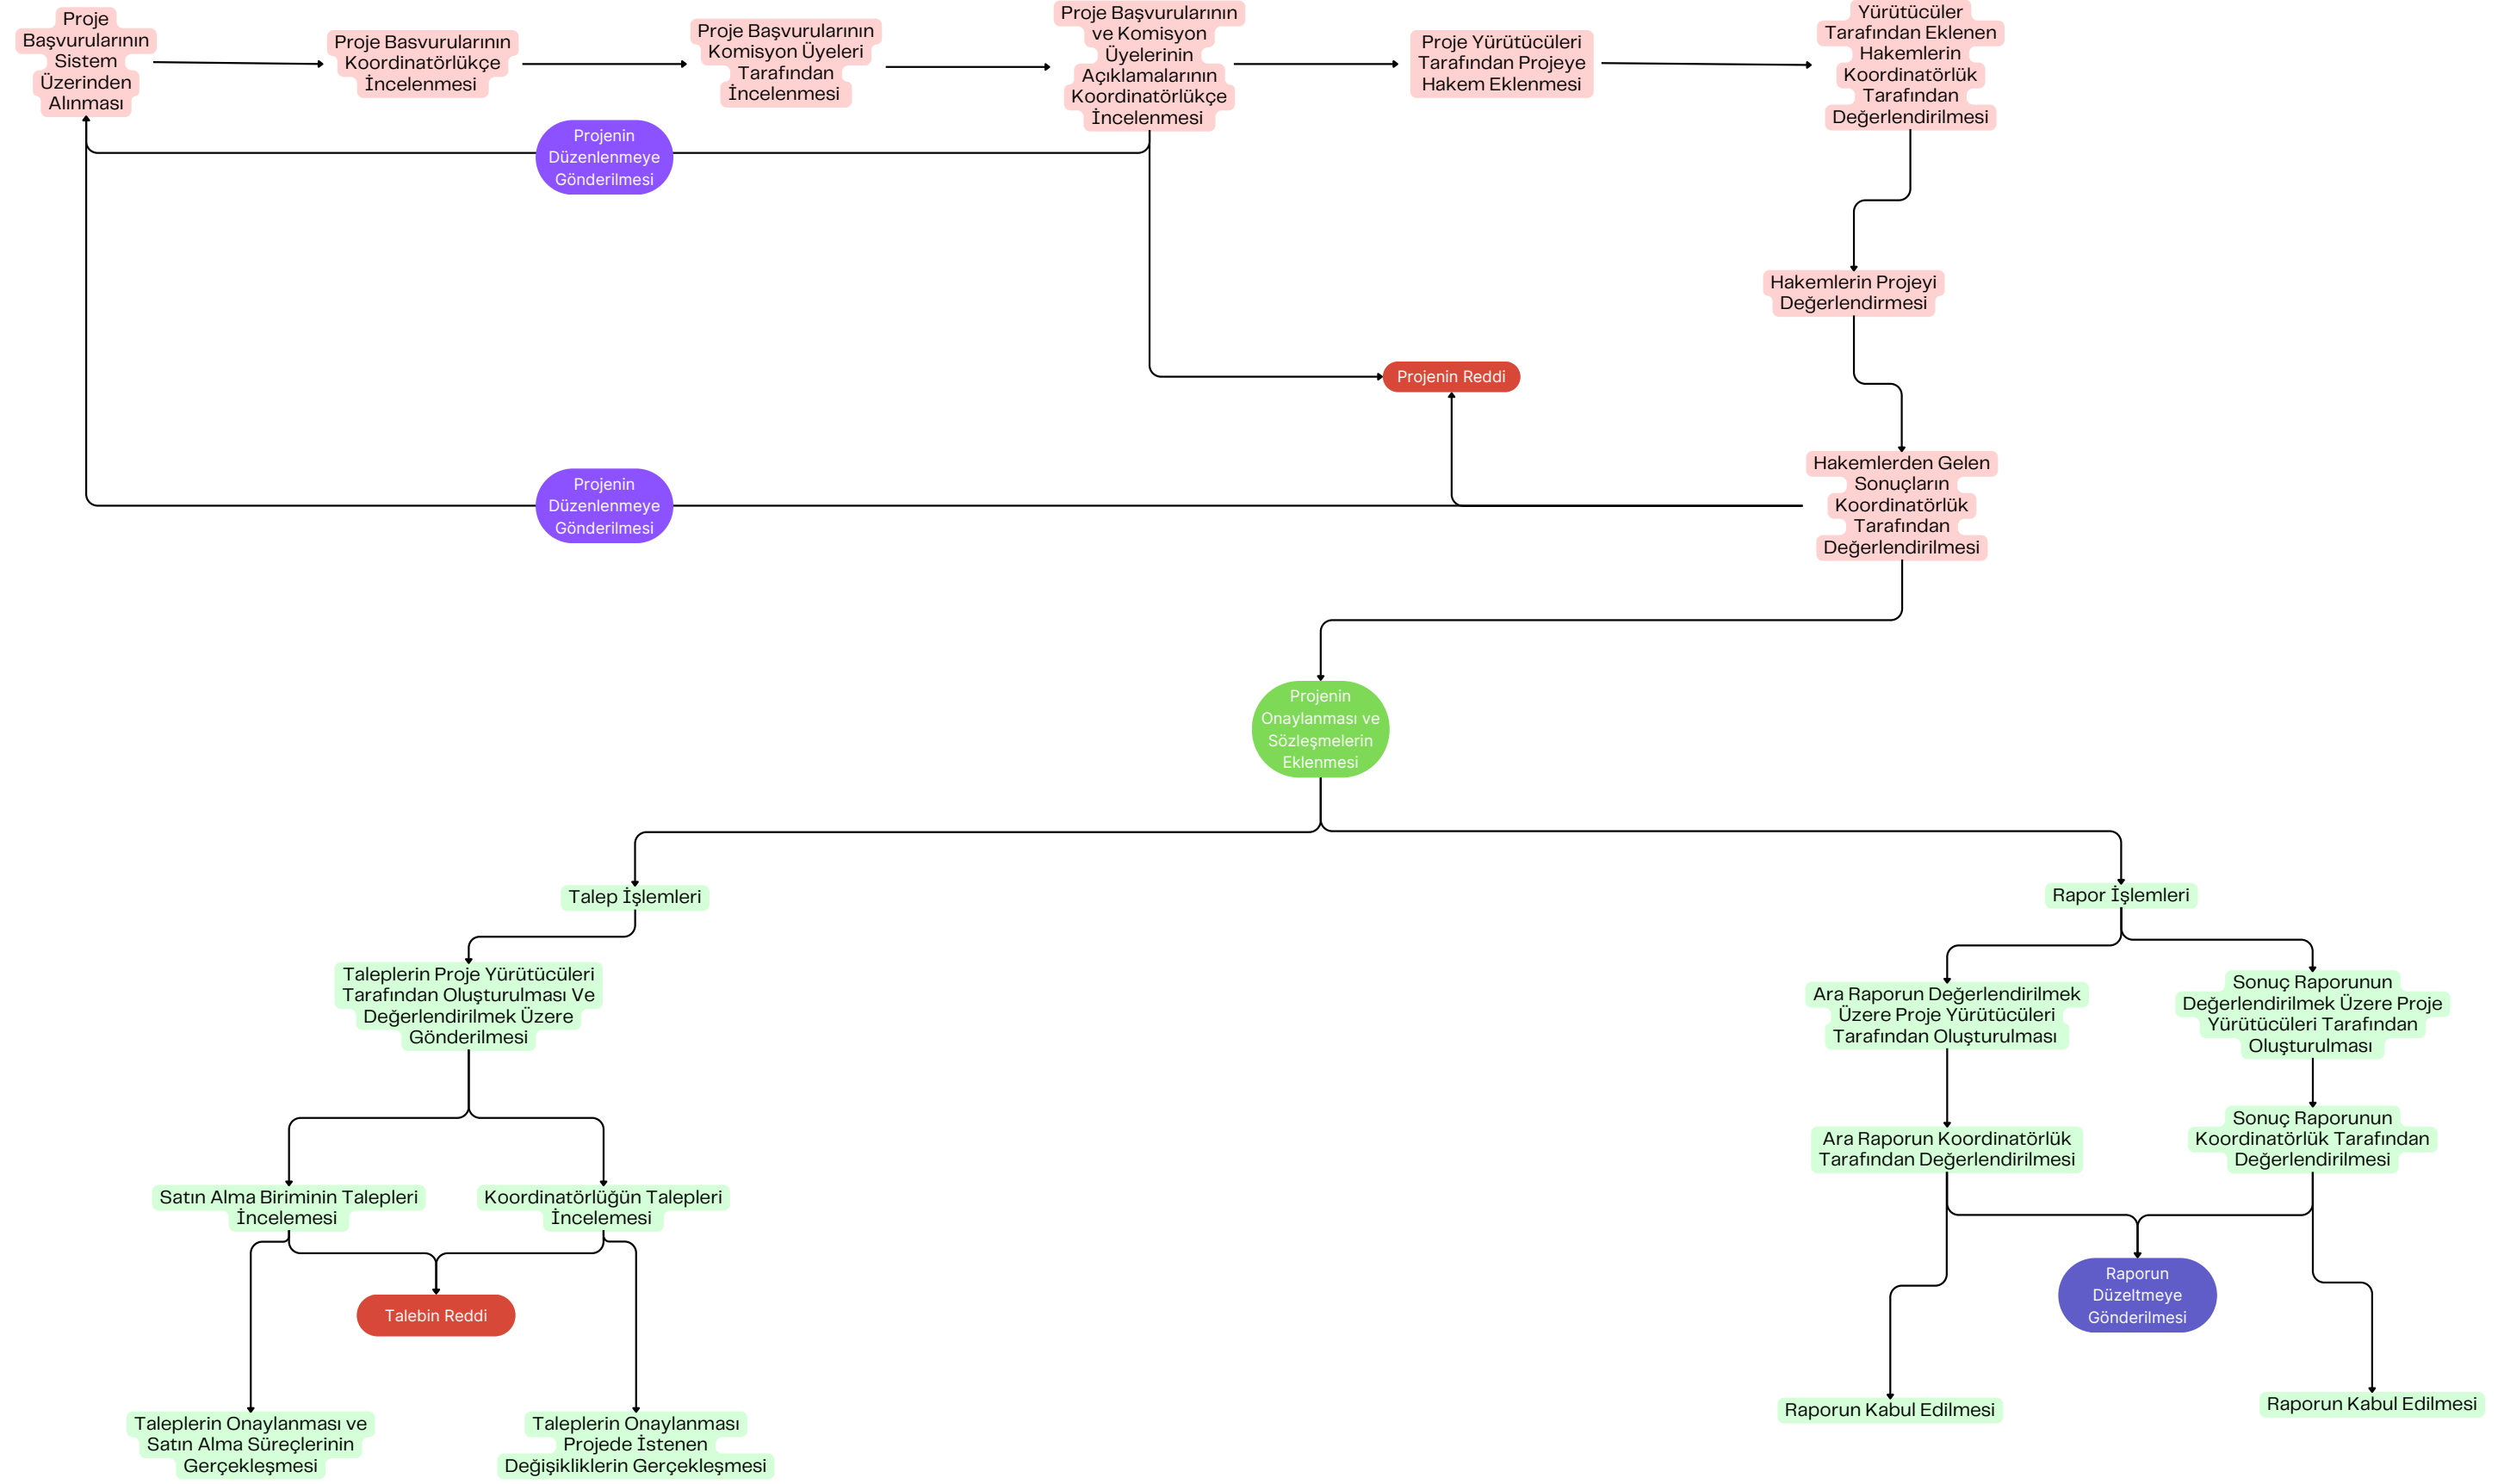 Proje
Başvurularının
Sistem
Üzerinden
Alınması
Proje Basvurularının
Koordinatörlükçe
İncelenmesi
Proje Başvurularının
Komisyon Üyeleri
Tarafından
İncelenmesi
Proje Başvurularının
ve Komisyon
Üyelerinin
Açıklamalarının
Koordinatörlükçe
İncelenmesi
Proje Yürütücüleri
Tarafından Projeye
Hakem Eklenmesi
Yürütücüler
Tarafından Eklenen
Hakemlerin
Koordinatörlük
Tarafından
Değerlendirilmesi
Projenin
Düzenlenmeye
Gönderilmesi
Hakemlerin Projeyi
Değerlendirmesi
Projenin Reddi
Hakemlerden Gelen
Sonuçların
Koordinatörlük
Tarafından
Değerlendirilmesi
Projenin
Düzenlenmeye
Gönderilmesi
Projenin
Onaylanması ve
Sözleşmelerin
Eklenmesi
Talep İşlemleri
Rapor İşlemleri
Taleplerin Proje Yürütücüleri
Tarafından Oluşturulması Ve
Değerlendirilmek Üzere
Gönderilmesi
Ara Raporun Değerlendirilmek
Üzere Proje Yürütücüleri
Tarafından Oluşturulması
Sonuç Raporunun
Değerlendirilmek Üzere Proje
Yürütücüleri Tarafından
Oluşturulması
Ara Raporun Koordinatörlük
Tarafından Değerlendirilmesi
Sonuç Raporunun
Koordinatörlük Tarafından
Değerlendirilmesi
Satın Alma Biriminin Talepleri
İncelemesi
Koordinatörlüğün Talepleri
İncelemesi
Talebin Reddi
Raporun
Düzeltmeye
Gönderilmesi
Taleplerin Onaylanması ve
Satın Alma Süreçlerinin
Gerçekleşmesi
Taleplerin Onaylanması
Projede İstenen
Değişikliklerin Gerçekleşmesi
Raporun Kabul Edilmesi
Raporun Kabul Edilmesi